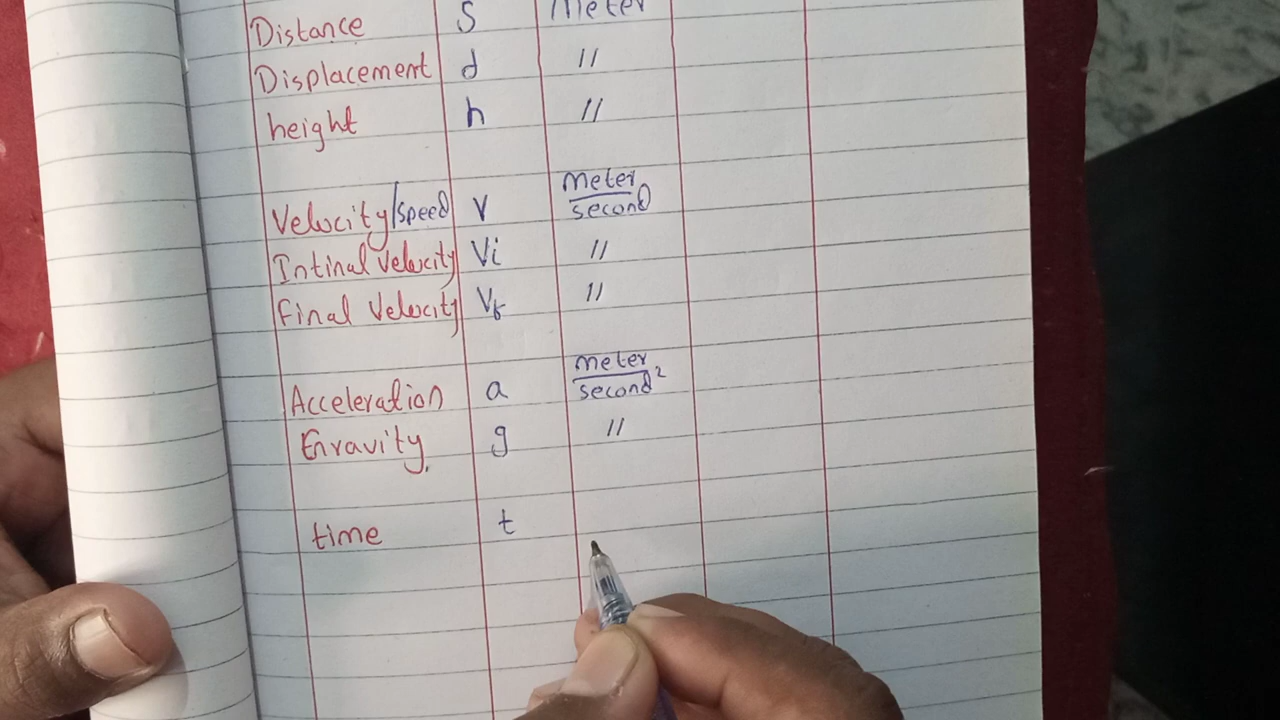 Distance S Meter
Displacement d "
height h "
Velocity/speed V Meter/second
Intinal velocity Vi "
final velocity Vf "
Acceleration a meter/second²
Gravity g "
time t